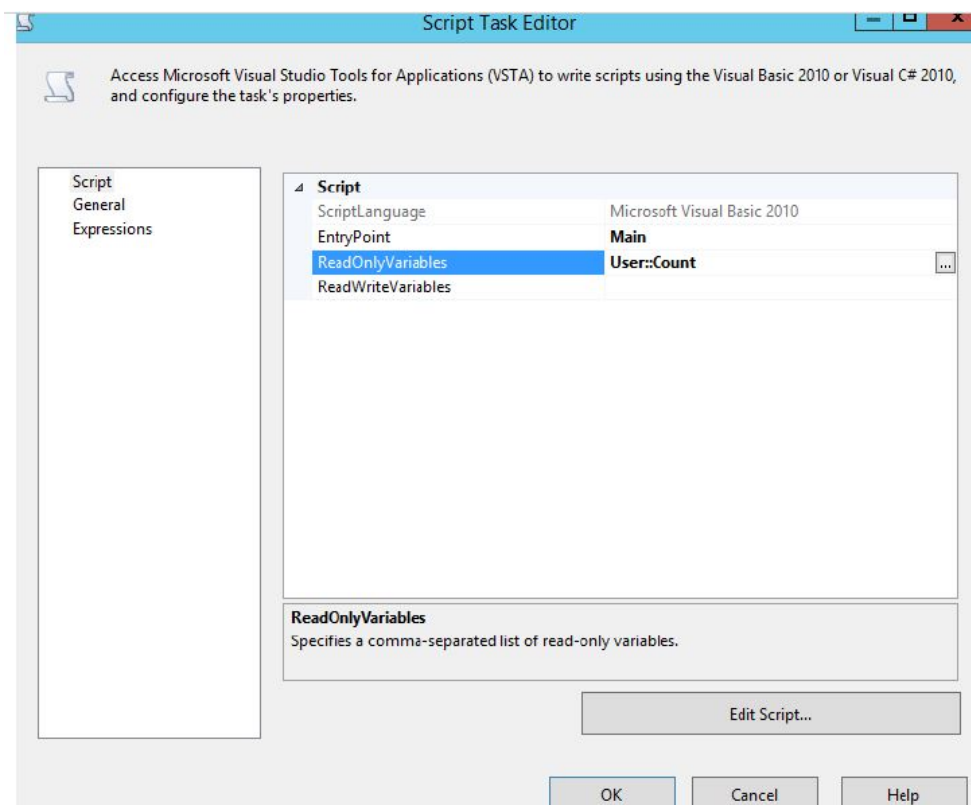 Script Task Editor
Access Microsoft Visual Studio Tools for Applications (VSTA) to write scripts using the Visual Basic 2010 or Visual C# 2010,
and configure the task's properties.
Script
General
Expressions
Script
ScriptLanguage Microsoft Visual Basic 2010
EntryPoint Main
ReadOnlyVariables User::Count ...
ReadWriteVariables
ReadOnlyVariables
Specifies a comma-separated list of read-only variables.
Edit Script...
OK Cancel Help